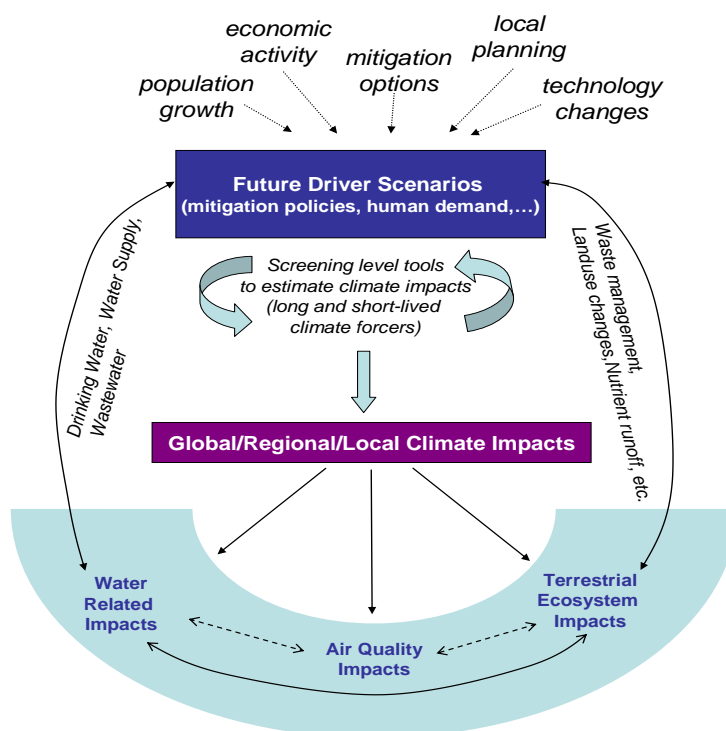 economic
activity
local
planning
mitigation
options
population
growth
technology
changes
Future Driver Scenarios
(mitigation policies, human demand,…)
Drinking Water, Water Supply,
Wastewater
Screening level tools
to estimate climate impacts
(long and short-lived
climate forcers)
Waste management,
Landuse changes,Nutrient runoff, etc.
Global/Regional/Local Climate Impacts
Water
Related
Impacts
Air Quality
Impacts
Terrestrial
Ecosystem
Impacts